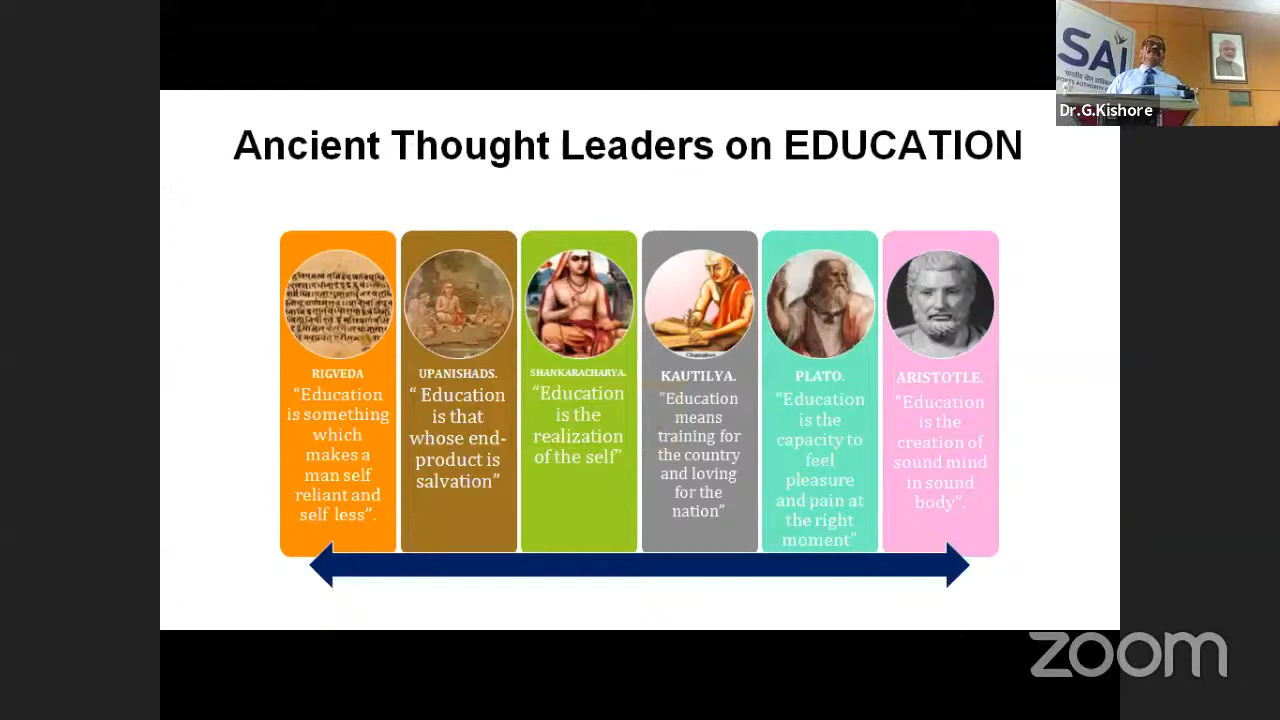 SAI
भारतीय खेल प्राधिकरण
Dr.G.Kishore
Ancient Thought Leaders on EDUCATION
RIGVEDA
“Education
is something
which
makes a
man self
reliant and
self less”.
UPANISHADS.
“ Education
is that
whose end-
product is
salvation”
SHANKARACHARYA.
“Education
is the
realization
of the self”
KAUTILYA.
“Education
means
training for
the country
and loving
for the
nation”
PLATO.
“Education
is the
capacity to
feel
pleasure
and pain at
the right
moment”
ARISTOTLE.
“Education
is the
creation of
sound mind
in sound
body”.
zoom